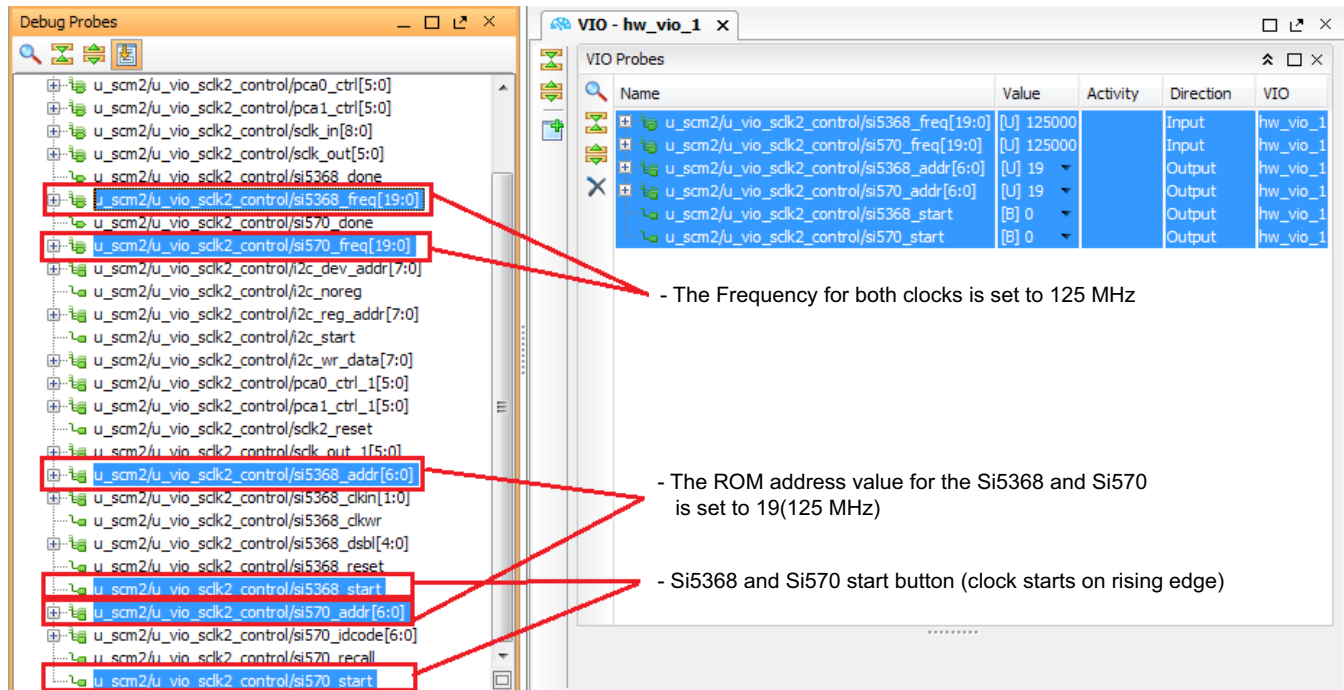 Debug Probes
u_scm2/u_vio_sclk2_control/pca0_ctrl[5:0]
u_scm2/u_vio_sclk2_control/pca1_ctrl[5:0]
u_scm2/u_vio_sclk2_control/sclk_in[8:0]
u_scm2/u_vio_sclk2_control/sclk_out[5:0]
u_scm2/u_vio_sclk2_control/si5368_done
u_scm2/u_vio_sclk2_control/si5368_freq[19:0]
u_scm2/u_vio_sclk2_control/si570_done
u_scm2/u_vio_sclk2_control/si570_freq[19:0]
u_scm2/u_vio_sclk2_control/i2c_dev_addr[7:0]
u_scm2/u_vio_sclk2_control/i2c_noreg
u_scm2/u_vio_sclk2_control/i2c_reg_addr[7:0]
u_scm2/u_vio_sclk2_control/i2c_start
u_scm2/u_vio_sclk2_control/i2c_wr_data[7:0]
u_scm2/u_vio_sclk2_control/pca0_ctrl_1[5:0]
u_scm2/u_vio_sclk2_control/pca1_ctrl_1[5:0]
u_scm2/u_vio_sclk2_control/sclk2_reset
u_scm2/u_vio_sclk2_control/sclk_out_1[5:0]
u_scm2/u_vio_sclk2_control/si5368_addr[6:0]
u_scm2/u_vio_sclk2_control/si5368_clkin[1:0]
u_scm2/u_vio_sclk2_control/si5368_clkwr
u_scm2/u_vio_sclk2_control/si5368_dsbl[4:0]
u_scm2/u_vio_sclk2_control/si5368_reset
u_scm2/u_vio_sclk2_control/si5368_start
u_scm2/u_vio_sclk2_control/si570_addr[6:0]
u_scm2/u_vio_sclk2_control/si570_idcode[6:0]
u_scm2/u_vio_sclk2_control/si570_recall
u_scm2/u_vio_sclk2_control/si570_start
VIO - hw_vio_1
VIO Probes
Name Value Activity Direction VIO
u_scm2/u_vio_sclk2_control/si5368_freq[19:0] [U] 125000 Input hw_vio_1
u_scm2/u_vio_sclk2_control/si570_freq[19:0] [U] 125000 Input hw_vio_1
u_scm2/u_vio_sclk2_control/si5368_addr[6:0] [U] 19 Output hw_vio_1
u_scm2/u_vio_sclk2_control/si570_addr[6:0] [U] 19 Output hw_vio_1
u_scm2/u_vio_sclk2_control/si5368_start [B] 0 Output hw_vio_1
u_scm2/u_vio_sclk2_control/si570_start [B] 0 Output hw_vio_1
- The Frequency for both clocks is set to 125 MHz
- The ROM address value for the Si5368 and Si570
is set to 19(125 MHz)
- Si5368 and Si570 start button (clock starts on rising edge)